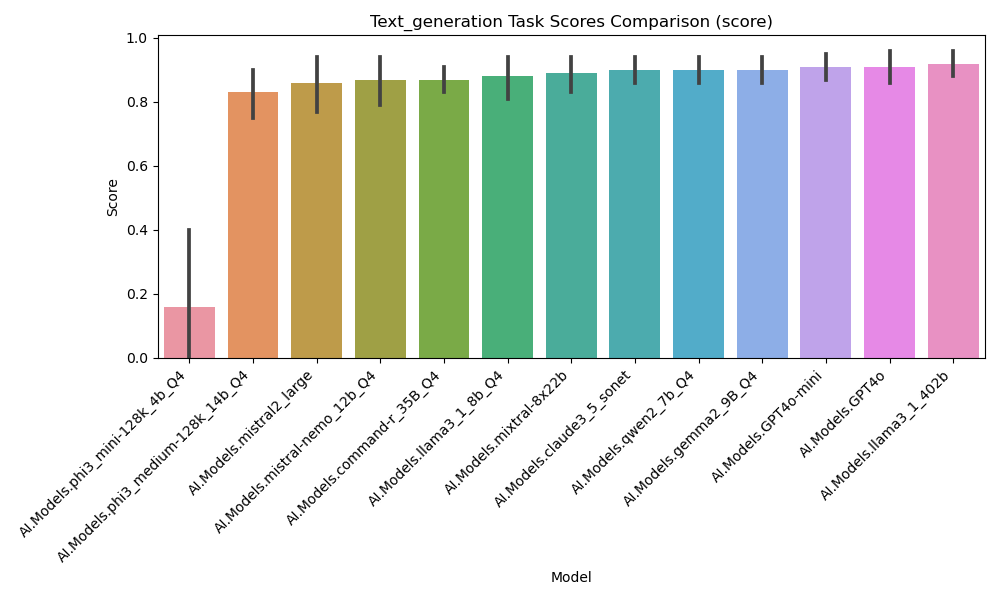 Text_generation Task Scores Comparison (score)
1.0
0.8
0.6
0.4
0.2
0.0
Score
AI.Models.phi3_mini-128k_4b_Q4
AI.Models.phi3_medium-128k_14b_Q4
AI.Models.mistral2_large
AI.Models.mistral-nemo_12b_Q4
AI.Models.command-r_35B_Q4
AI.Models.llama3_1_8b_Q4
AI.Models.mixtral-8x22b
AI.Models.claude3_5_sonet
AI.Models.qwen2_7b_Q4
AI.Models.gemma2_9B_Q4
AI.Models.GPT4o-mini
AI.Models.GPT4o
AI.Models.llama3_1_402b
Model